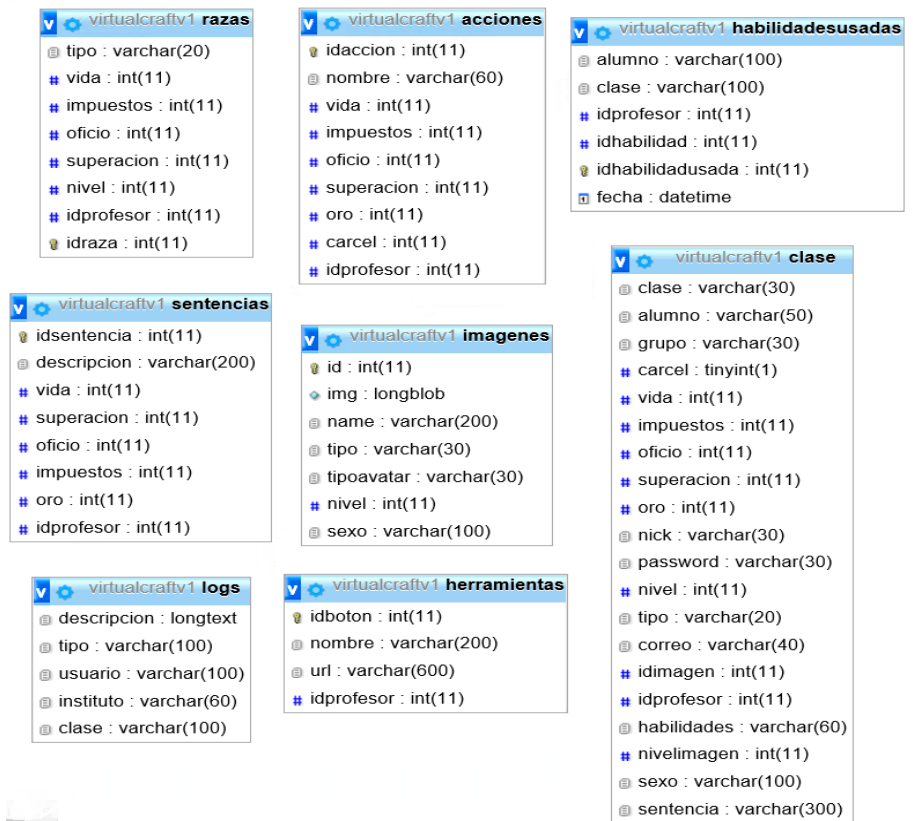 virtualcraftv1 razas
tipo : varchar(20)
vida : int(11)
impuestos : int(11)
oficio : int(11)
superacion : int(11)
nivel : int(11)
idprofesor : int(11)
idraza : int(11)
virtualcraftv1 acciones
idaccion : int(11)
nombre : varchar(60)
vida : int(11)
impuestos : int(11)
oficio : int(11)
superacion : int(11)
oro : int(11)
carcel : int(11)
idprofesor : int(11)
virtualcraftv1 habilidadesusadas
alumno : varchar(100)
clase : varchar(100)
idprofesor : int(11)
idhabilidad : int(11)
idhabilidadusada : int(11)
fecha : datetime
virtualcraftv1 sentencias
idsentencia : int(11)
descripcion : varchar(200)
vida : int(11)
superacion : int(11)
oficio : int(11)
impuestos : int(11)
oro : int(11)
idprofesor : int(11)
virtualcraftv1 imagenes
id : int(11)
img : longblob
name : varchar(200)
tipo : varchar(30)
tipoavatar : varchar(30)
nivel : int(11)
sexo : varchar(100)
virtualcraftv1 clase
clase : varchar(30)
alumno : varchar(50)
grupo : varchar(30)
carcel : tinyint(1)
vida : int(11)
impuestos : int(11)
oficio : int(11)
superacion : int(11)
oro : int(11)
nick : varchar(30)
password : varchar(30)
nivel : int(11)
tipo : varchar(20)
correo : varchar(40)
idimagen : int(11)
idprofesor : int(11)
habilidades : varchar(60)
nivelimagen : int(11)
sexo : varchar(100)
sentencia : varchar(300)
virtualcraftv1 logs
descripcion : longtext
tipo : varchar(100)
usuario : varchar(100)
instituto : varchar(60)
clase : varchar(100)
virtualcraftv1 herramientas
idboton : int(11)
nombre : varchar(200)
url : varchar(600)
idprofesor : int(11)